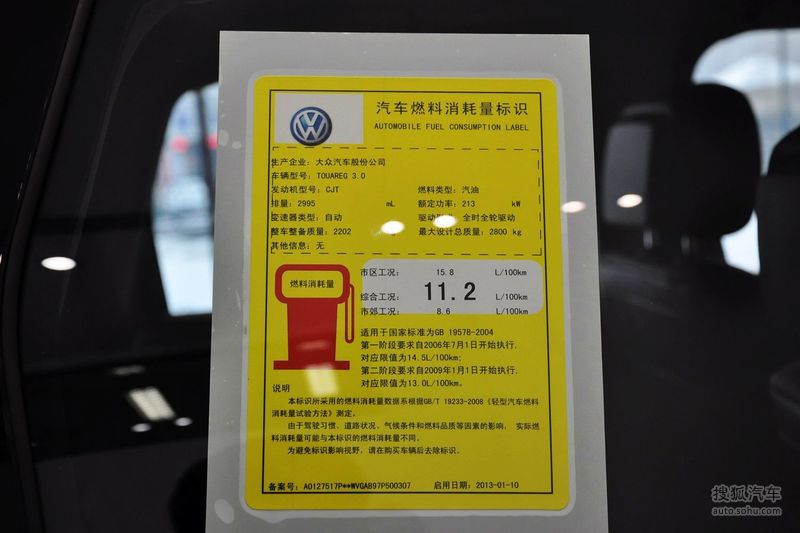 汽车燃料消耗量标识
AUTOMOBILE FUEL CONSUMPTION LABEL
生产企业: 大众汽车股份公司
车辆型号: TOUAREG 3.0
发动机型号: CJT 燃料类型: 汽油
排量: 2995 mL 额定功率: 213 kW
变速器类型: 自动 驱动型式: 全时全轮驱动
整车整备质量: 2202 最大设计总质量: 2800 kg
其他信息: 无
燃料消耗量
市区工况: 15.8 L/100km
综合工况: 11.2 L/100km
市郊工况: 8.6 L/100km
适用于国家标准为GB 19578-2004
第一阶段要求自2006年7月1日开始执行,
对应限值为14.5L/100km;
第二阶段要求自2009年1月1日开始执行,
对应限值为13.0L/100km。
说明
本标识所采用的燃料消耗量数据系根据GB/T 19233-2008《轻型汽车燃料
消耗量试验方法》测定。
由于驾驶习惯、道路状况、气候条件和燃料品质等因素的影响, 实际燃
料消耗量可能与本标识的燃料消耗量不同。
为避免标识影响视野, 请在购买车辆后去除标识。
备案号: A0127517P**WVGAB97P500307 启用日期: 2013-01-10
搜狐汽车
auto.sohu.com